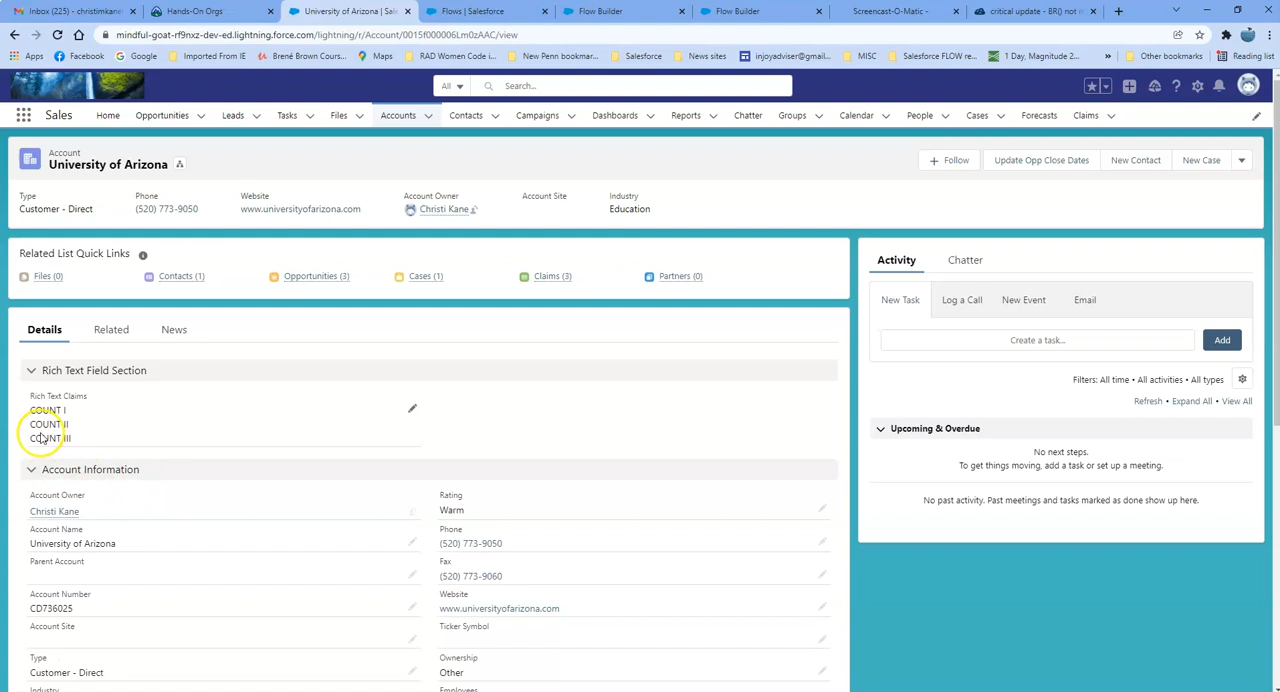 Inbox (225) - christimkane
Hands-On Orgs
University of Arizona | Sales
Flows | Salesforce
Flow Builder
Flow Builder
Screencast-O-Matic -
critical update - BR() not i
mindful-goat-rf9nxz-dev-ed.lightning.force.com/lightning/r/Account/0015f000006Lm0zAAC/view
Apps
Facebook
Google
Imported From IE
Brené Brown Cours...
Maps
RAD Women Code i...
New Penn bookmar...
Salesforce
News sites
injoyadviser@gmail...
MISC
Salesforce FLOW re...
1 Day, Magnitude 2...
»
Other bookmarks
Reading list
All
Search...
Sales
Home
Opportunities
Leads
Tasks
Files
Accounts
Contacts
Campaigns
Dashboards
Reports
Chatter
Groups
Calendar
People
Cases
Forecasts
Claims
Account
University of Arizona
Follow
Update Opp Close Dates
New Contact
New Case
Type
Customer - Direct
Phone
(520) 773-9050
Website
www.universityofarizona.com
Account Owner
Christi Kane
Account Site
Industry
Education
Related List Quick Links
Files (0)
Contacts (1)
Opportunities (3)
Cases (1)
Claims (3)
Partners (0)
Details
Related
News
Rich Text Field Section
Rich Text Claims
COUNT I
COUNT II
COUNT III
Account Information
Account Owner
Christi Kane
Rating
Warm
Account Name
University of Arizona
Phone
(520) 773-9050
Parent Account
Fax
(520) 773-9060
Account Number
CD736025
Website
www.universityofarizona.com
Account Site
Ticker Symbol
Type
Customer - Direct
Ownership
Other
Industry
Employees
Activity
Chatter
New Task
Log a Call
New Event
Email
Create a task...
Add
Filters: All time • All activities • All types
Refresh • Expand All • View All
Upcoming & Overdue
No next steps.
To get things moving, add a task or set up a meeting.
No past activity. Past meetings and tasks marked as done show up here.